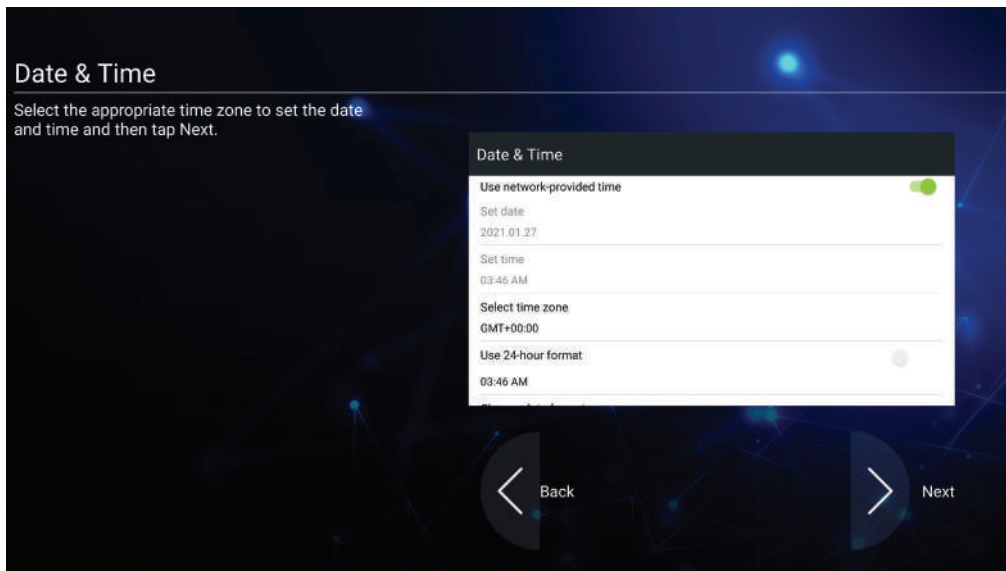 Date & Time
Select the appropriate time zone to set the date
and time and then tap Next.
Date & Time
Use network-provided time
Set date
2021.01.27
Set time
03:46 AM
Select time zone
GMT+00:00
Use 24-hour format
03:46 AM
Back
Next